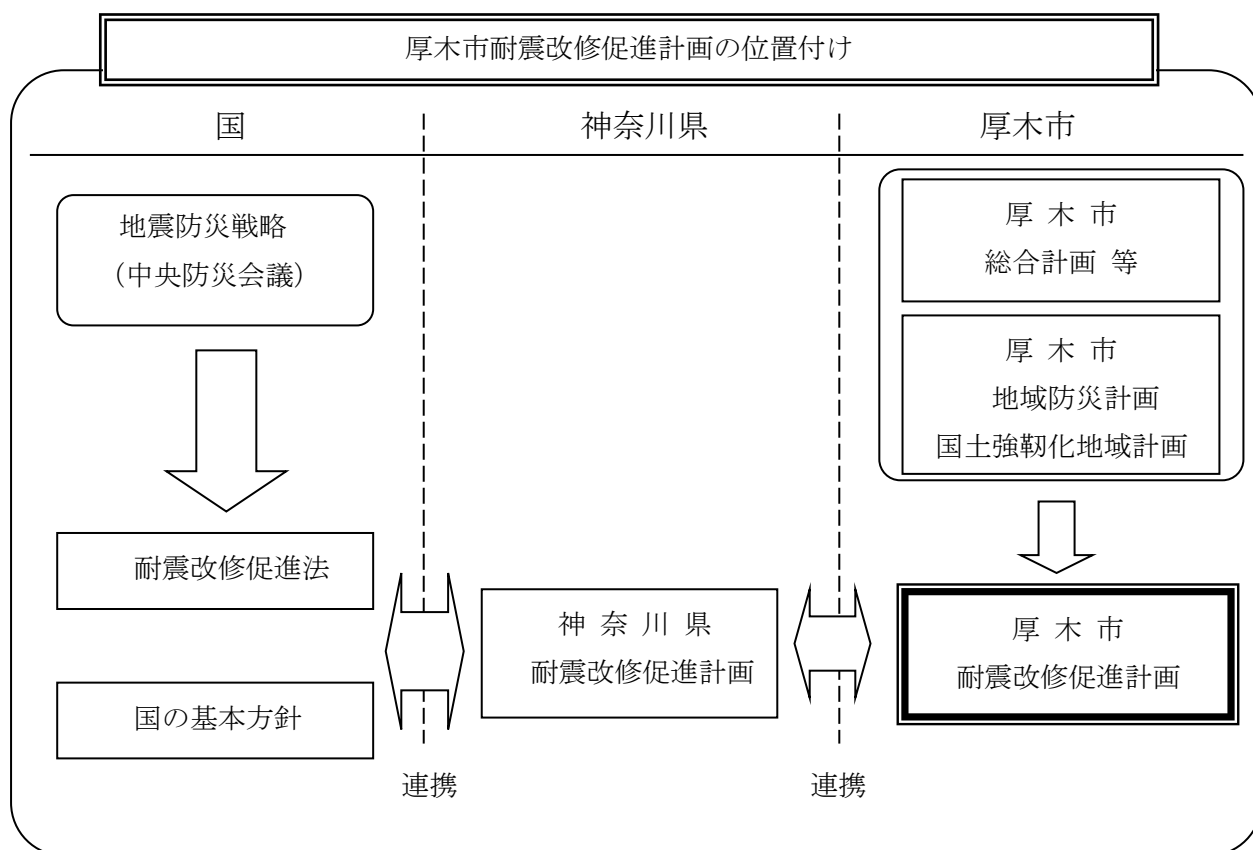 厚木市耐震改修促進計画の位置付け
国
神奈川県
厚木市
地震防災戦略
（中央防災会議）
厚 木 市
総合計画 等
厚 木 市
地域防災計画
国土強靭化地域計画
耐震改修促進法
国の基本方針
神 奈 川 県
耐震改修促進計画
厚 木 市
耐震改修促進計画
連携
連携